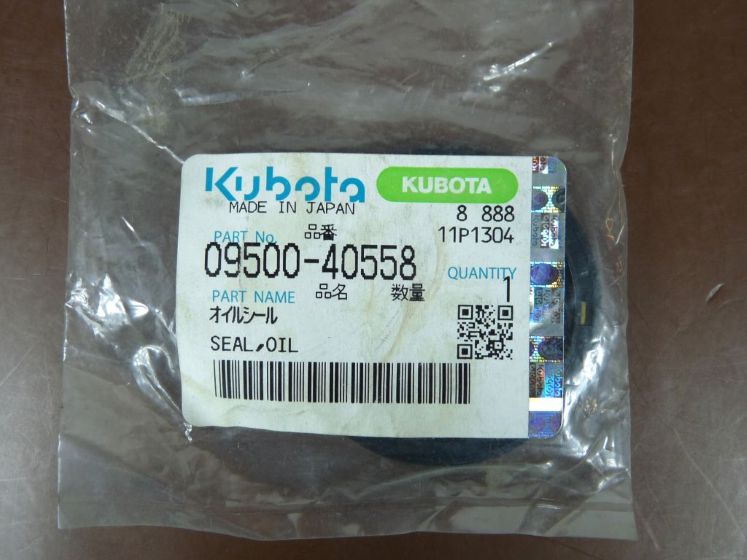 Kubota KUBOTA
MADE IN JAPAN 8 888
PART No. 品番 11P1304
09500-40558
QUANTITY
PART NAME 品名 数量 1
オイルシール
SEAL,OIL